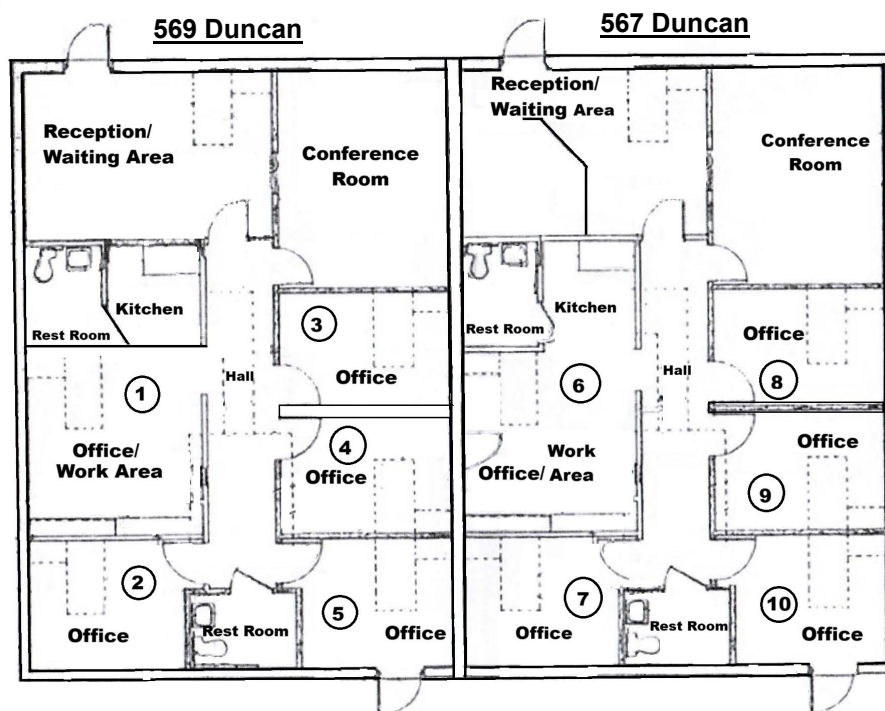 569 Duncan
Reception/
Waiting Area
Conference
Room
Kitchen
Rest Room
3
Office
1
Hall
Office/
Work Area
4
Office
2
Office
Rest Room
5
Office
567 Duncan
Reception/
Waiting Area
Conference
Room
Kitchen
Rest Room
Office
8
6
Hall
Work
Office/ Area
Office
9
7
Office
Rest Room
10
Office